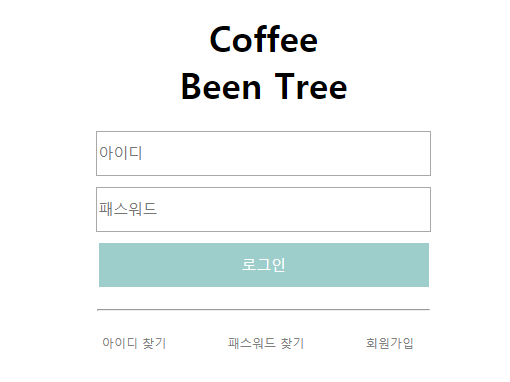 Coffee
Been Tree
아이디
패스워드
로그인
아이디 찾기 패스워드 찾기 회원가입